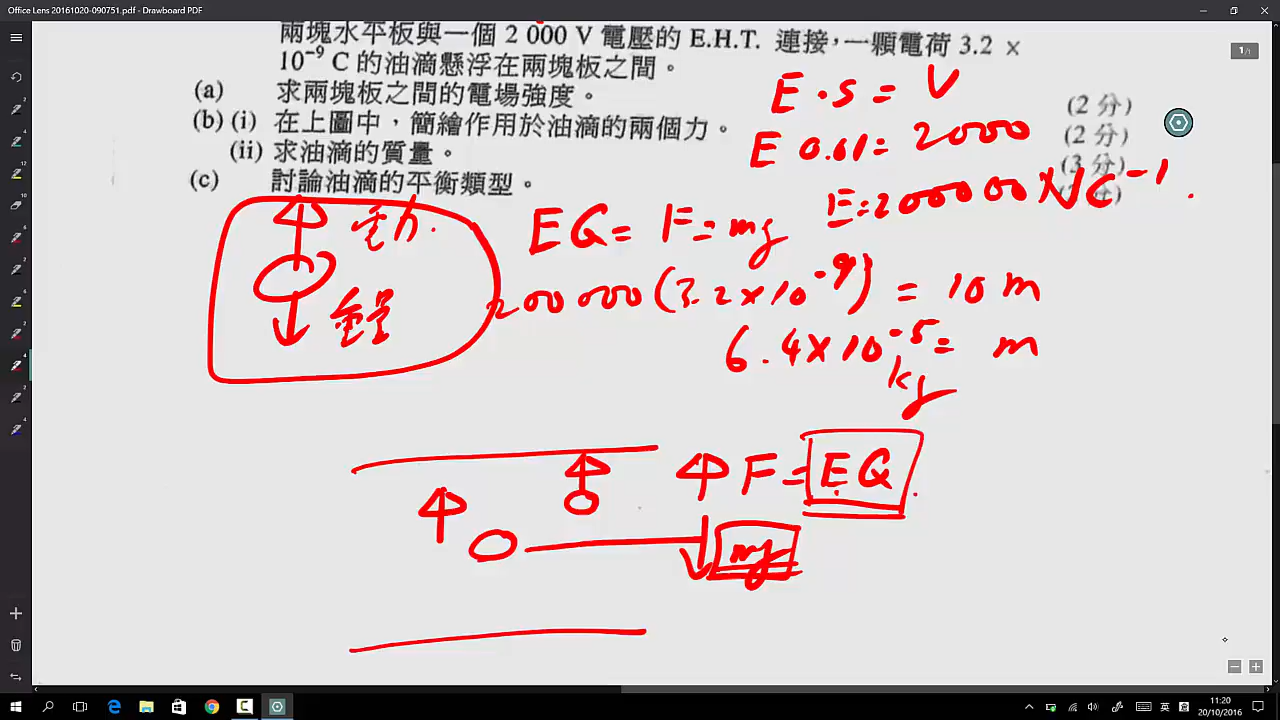 Office Lens 20161020-090751.pdf - Drawboard PDF
兩塊水平板與一個 2 000 V 電壓的 E.H.T. 連接，一顆電荷 3.2 ×
10⁻⁹ C 的油滴懸浮在兩塊板之間。
(a) 求兩塊板之間的電場強度。 (2 分)
(b) (i) 在上圖中，簡繪作用於油滴的兩個力。 (2 分)
(ii) 求油滴的質量。 (3 分)
(c) 討論油滴的平衡類型。
E · s = V
E 0.01 = 2000
E = 200000 NC⁻¹
電力
重量
EQ = F = mg
200000 (3.2 × 10⁻⁹) = 10 m
6.4 × 10⁻⁵ = m
kg
F = EQ
mg
1/1
英
11:20
20/10/2016